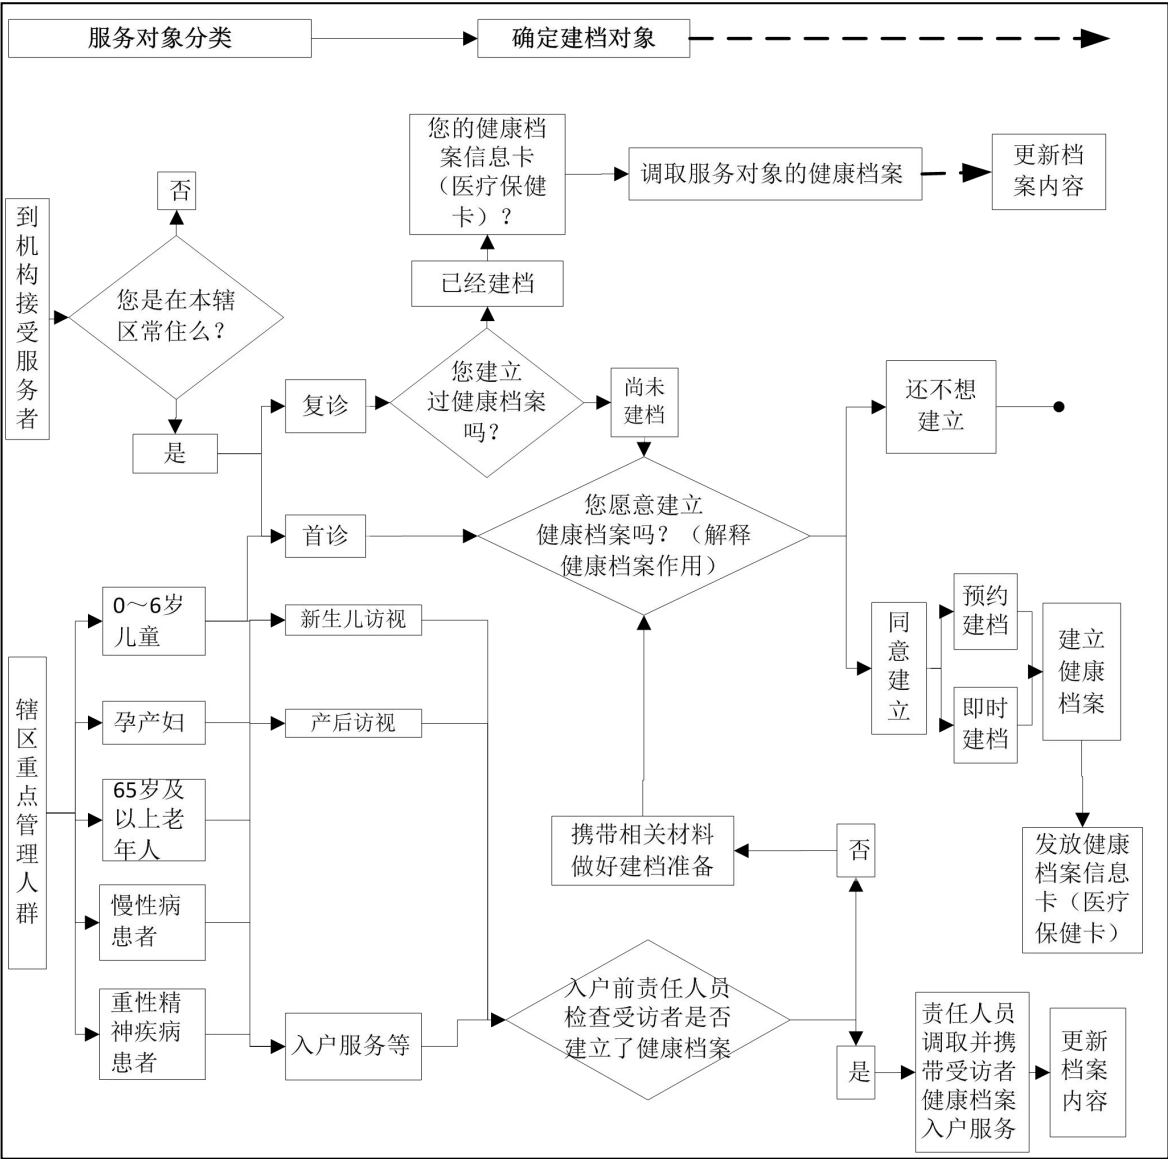 服务对象分类
确定建档对象
您的健康档
案信息卡
（医疗保健
卡）？
调取服务对象的健康档案
更新档
案内容
否
到
机
构
接
受
服
务
者
您是在本辖
区常住么？
已经建档
是
复诊
您建立
过健康档案
吗？
尚未
建档
还不想
建立
首诊
您愿意建立
健康档案吗？（解释
健康档案作用）
辖
区
重
点
管
理
人
群
0～6岁
儿童
新生儿访视
孕产妇
产后访视
65岁及
以上老
年人
慢性病
患者
重性精
神疾病
患者
入户服务等
同
意
建
立
预约
建档
即时
建档
建立
健康
档案
发放健康
档案信息
卡（医疗
保健卡）
携带相关材料
做好建档准备
否
入户前责任人员
检查受访者是否
建立了健康档案
是
责任人员
调取并携
带受访者
健康档案
入户服务
更新
档案
内容